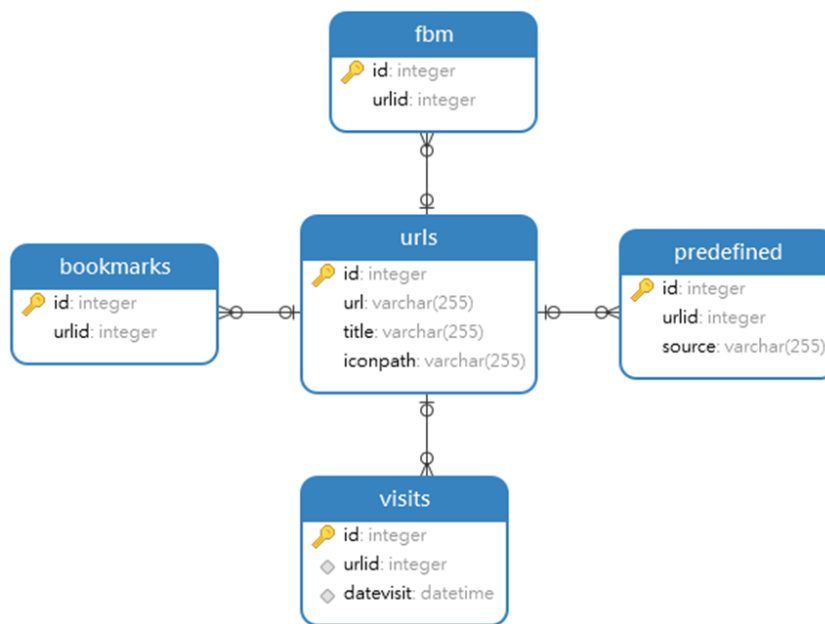 fbm
id: integer
urlid: integer
bookmarks
id: integer
urlid: integer
urls
id: integer
url: varchar(255)
title: varchar(255)
iconpath: varchar(255)
predefined
id: integer
urlid: integer
source: varchar(255)
visits
id: integer
urlid: integer
datevisit: datetime